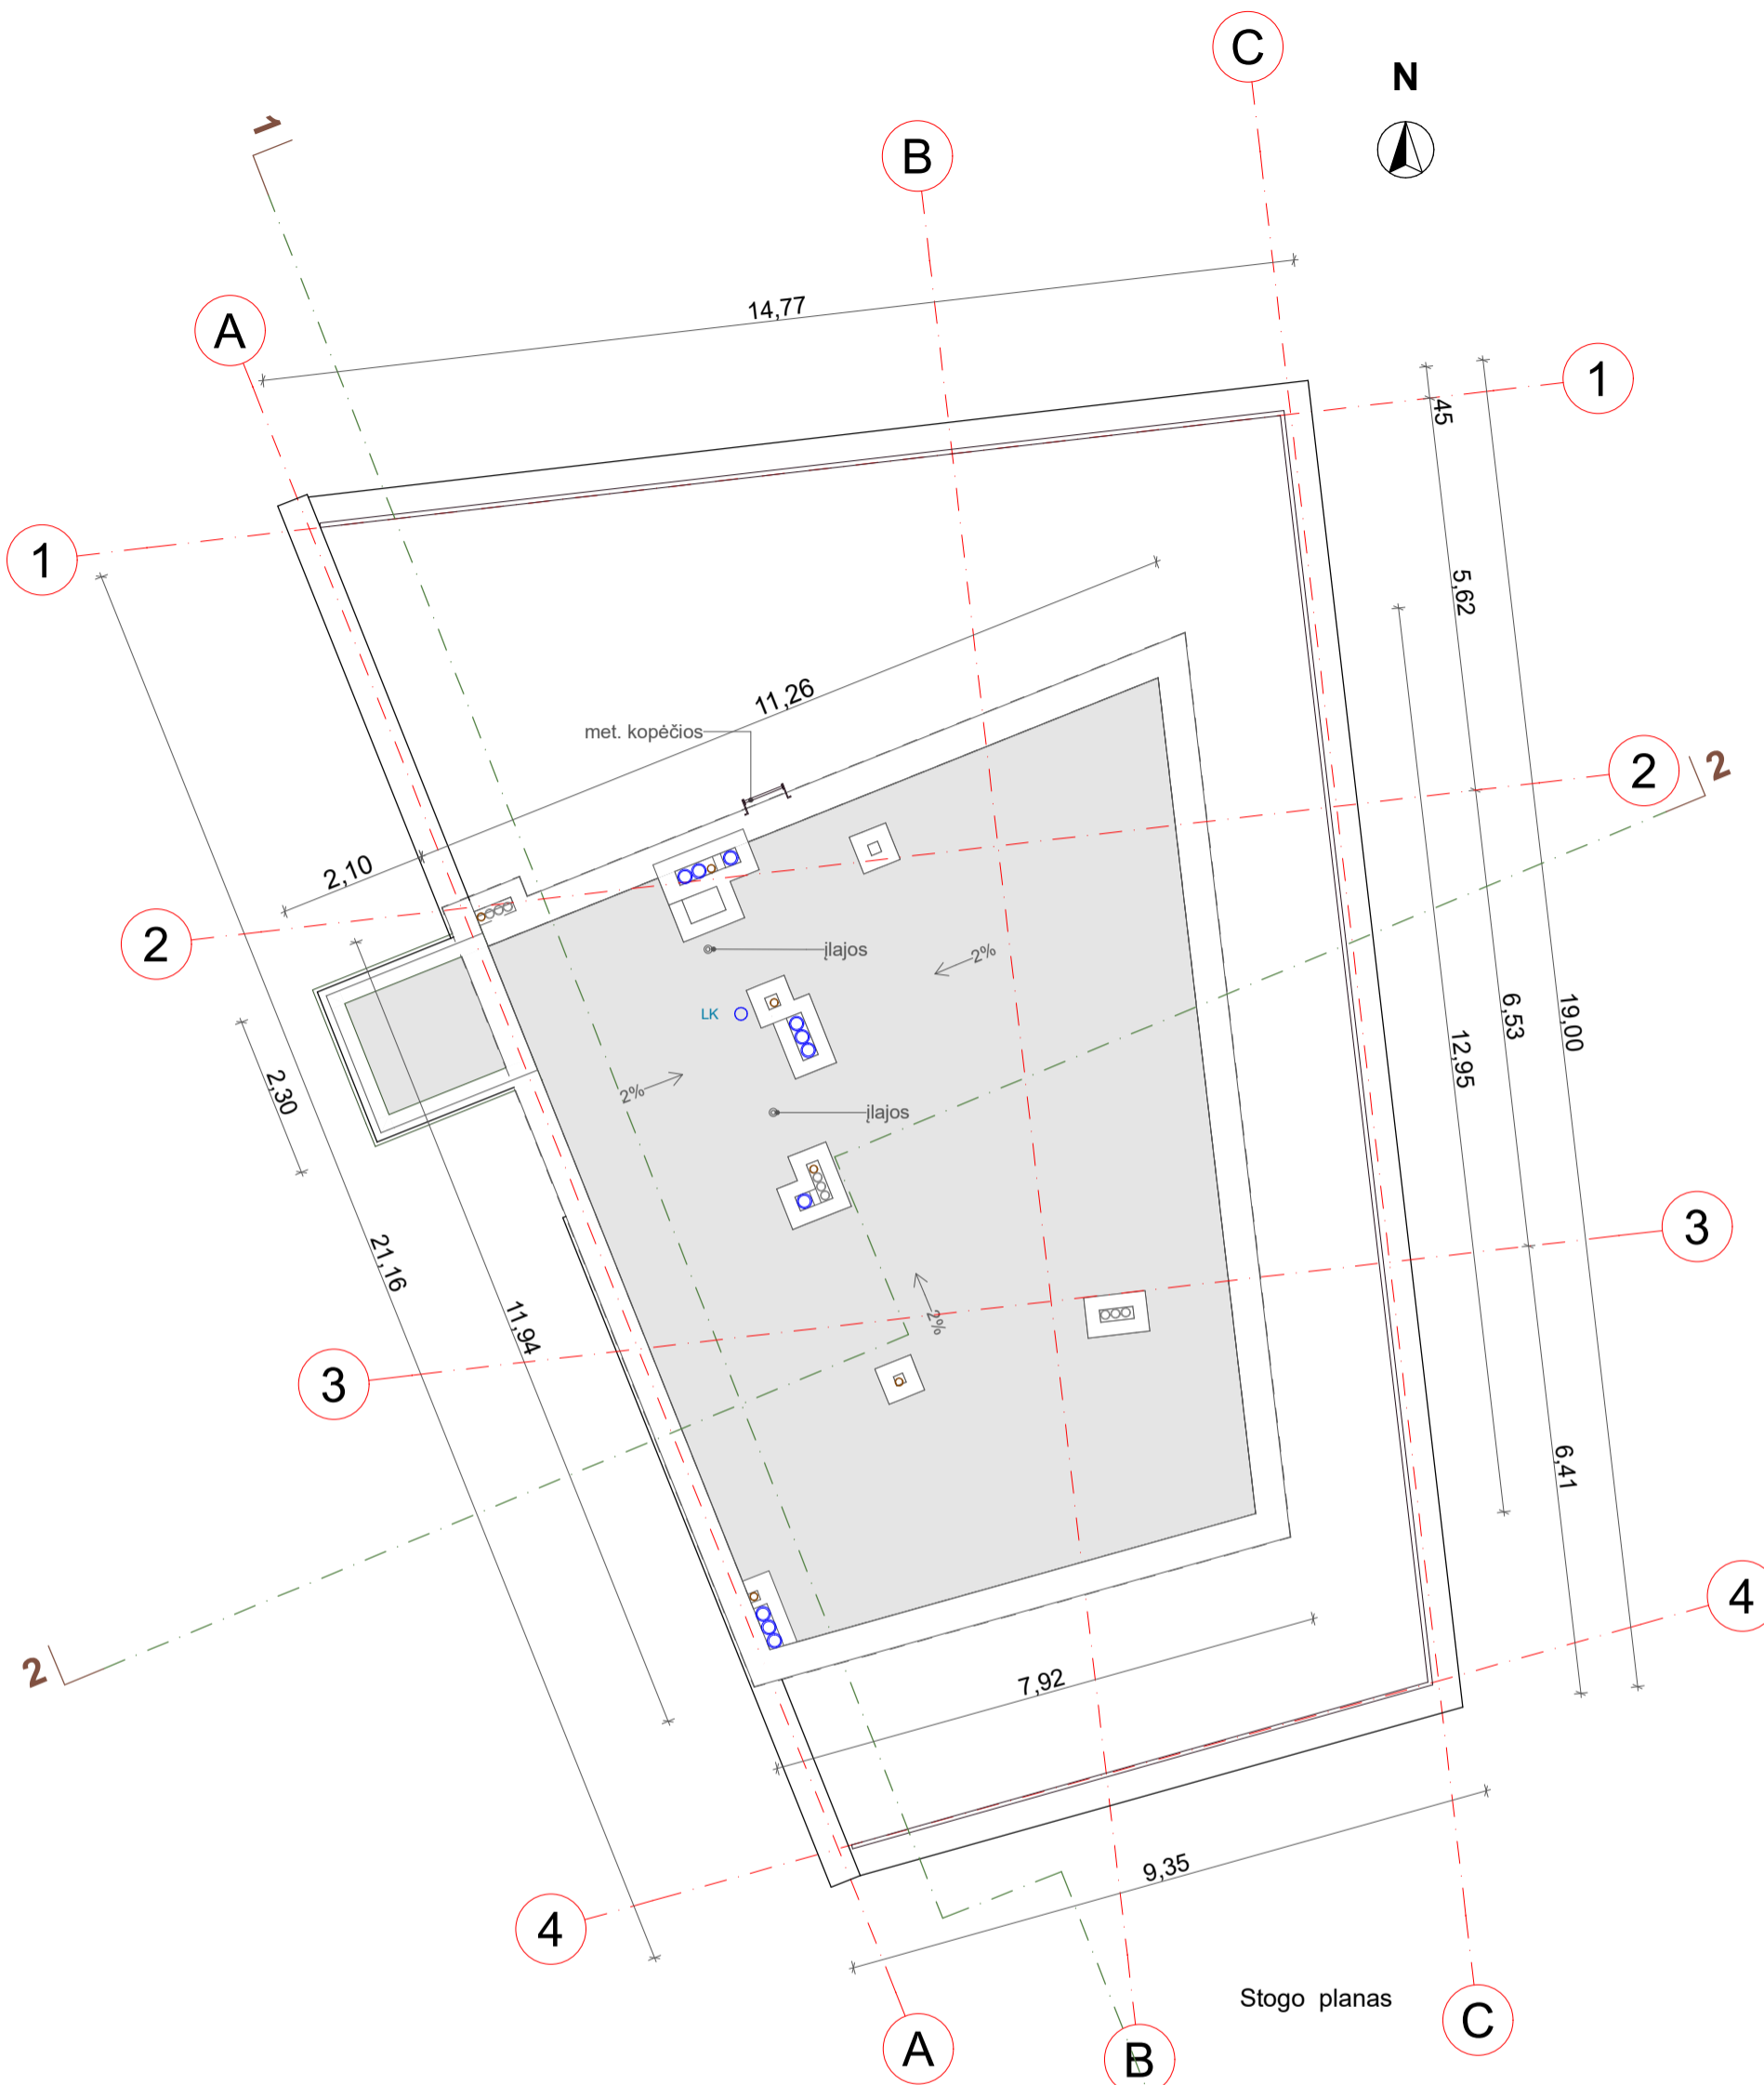 C
N
B
1
14,77
A
1
45
1
5,62
11,26
met. kopėčios
2
2
2,10
2
įlajos
2%
LK
6,53
19,00
12,95
2%
2,30
įlajos
3
21,16
11,94
2%
3
6,41
4
2
7,92
9,35
4
Stogo planas
A
B
C